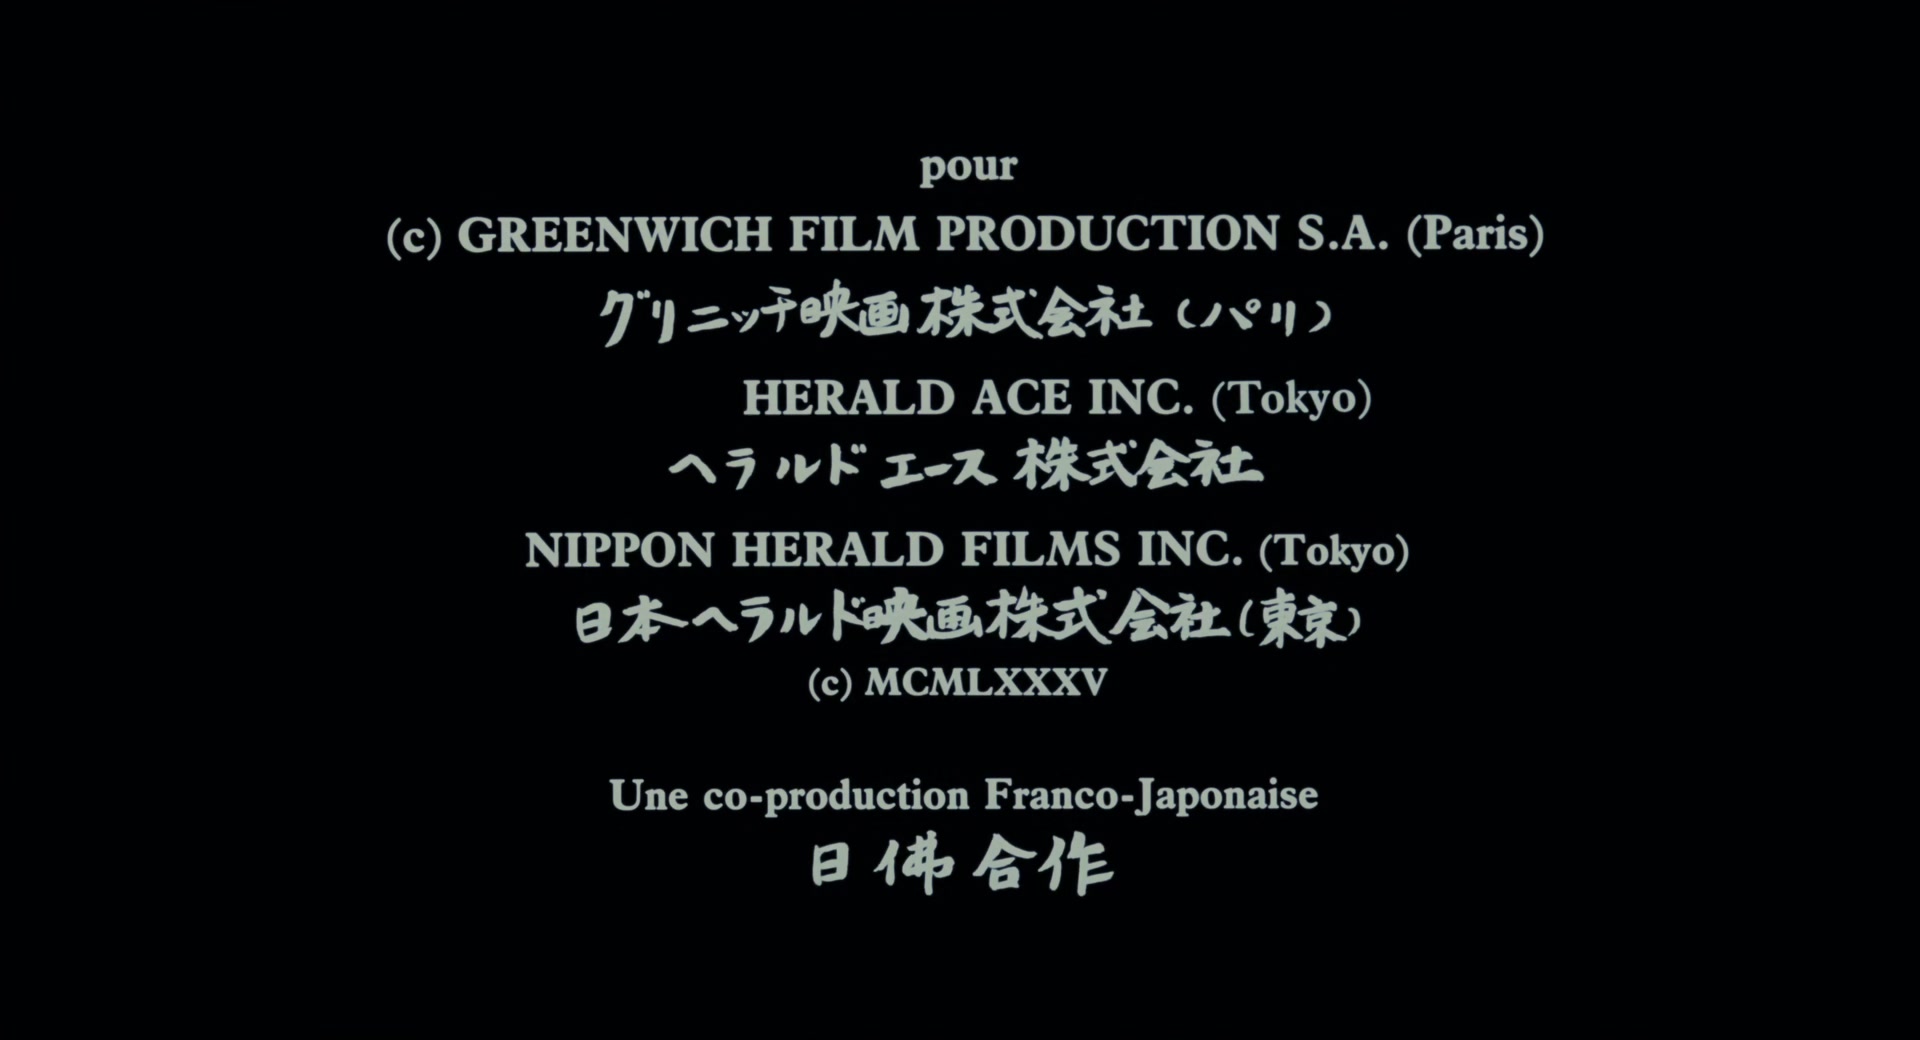 pour
(c) GREENWICH FILM PRODUCTION S.A. (Paris)
グリニッチ映画株式会社(パリ)
HERALD ACE INC. (Tokyo)
ヘラルド エース 株式会社
NIPPON HERALD FILMS INC. (Tokyo)
日本ヘラルド映画株式会社(東京)
(c) MCMLXXXV
Une co-production Franco-Japonaise
日佛合作